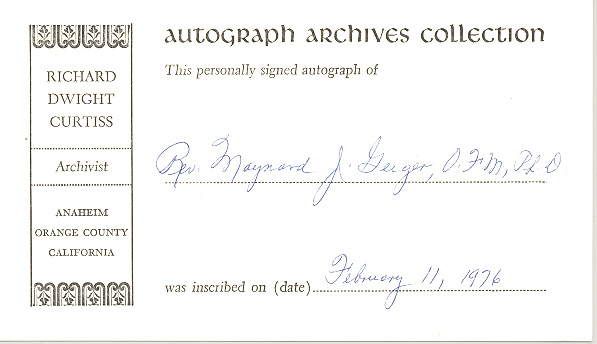 RICHARD
DWIGHT
CURTISS
Archivist
ANAHEIM
ORANGE COUNTY
CALIFORNIA
AUTOGRAPH ARCHIVES COLLECTION
This personally signed autograph of
Rev. Maynard J. Geiger, O.F.M., Ph D
was inscribed on (date) February 11, 1976